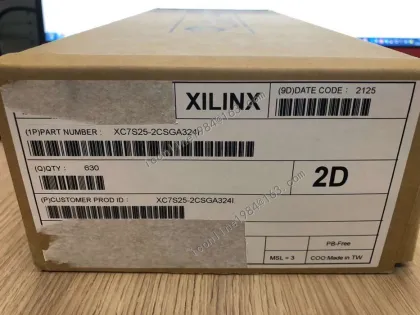 XILINX
(9D)DATE CODE : 2125
(1P)PART NUMBER : XC7S25-2CSGA324I
(Q)QTY : 630
2D
(P)CUSTOMER PROD ID : XC7S25-2CSGA324I
PB-Free
MSL = 3
COO:Made in TW